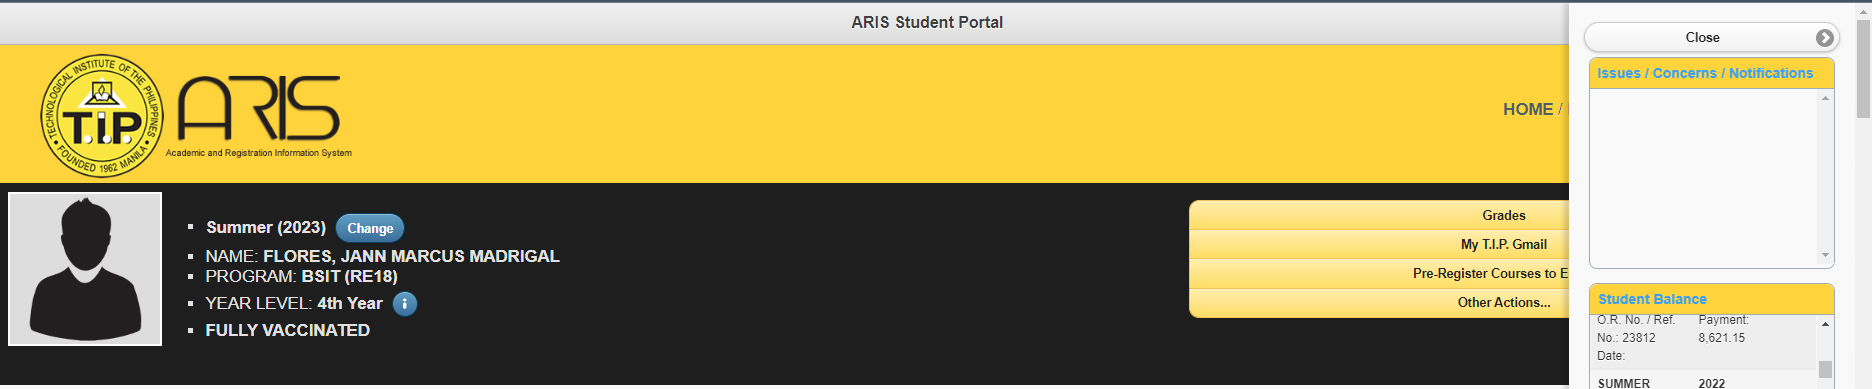 ARIS Student Portal
Close
Issues / Concerns / Notifications
TECHNOLOGICAL INSTITUTE OF THE PHILIPPINES
T.I.P.
FOUNDED 1962 MANILA
ARIS
Academic and Registration Information System
HOME /
Summer (2023) Change
NAME: FLORES, JANN MARCUS MADRIGAL
PROGRAM: BSIT (RE18)
YEAR LEVEL: 4th Year i
FULLY VACCINATED
Grades
My T.I.P. Gmail
Pre-Register Courses to E
Other Actions...
Student Balance
O.R. No. / Ref. Payment:
No.: 23812 8,621.15
Date:
SUMMER 2022